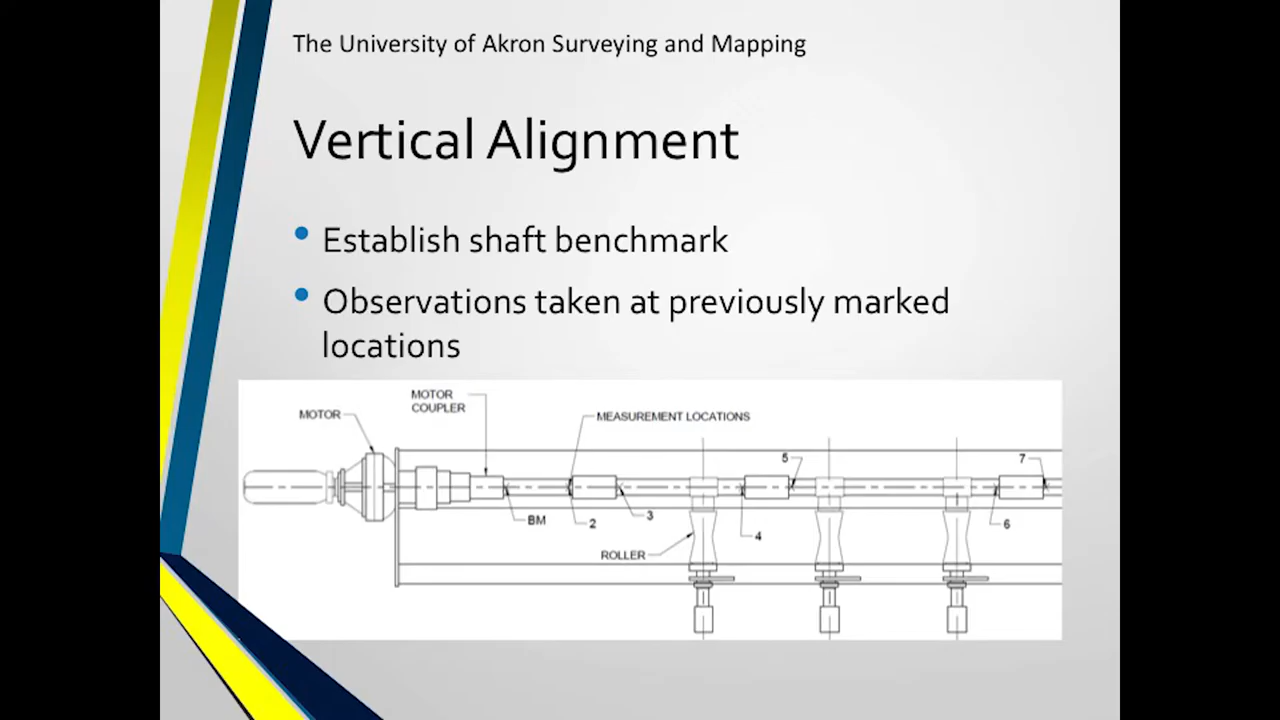 The University of Akron Surveying and Mapping
Vertical Alignment
• Establish shaft benchmark
• Observations taken at previously marked
locations
MOTOR
MOTOR
COUPLER
MEASUREMENT LOCATIONS
5
7
BM
2
3
4
6
ROLLER